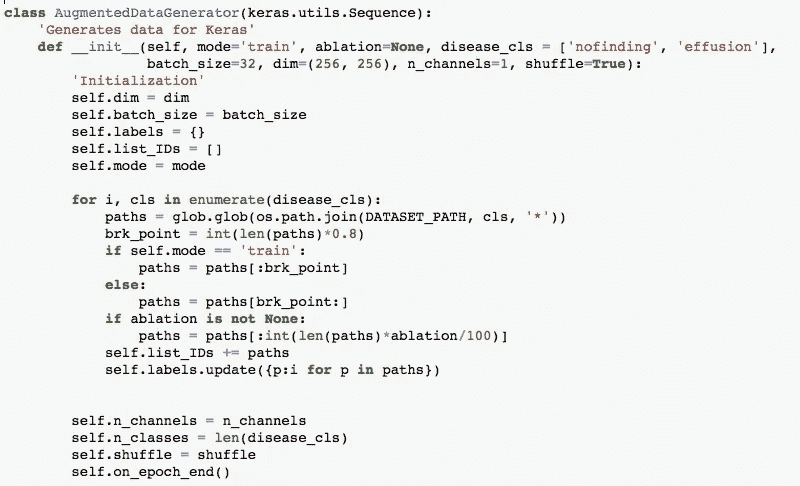 class AugmentedDataGenerator(keras.utils.Sequence):
    'Generates data for Keras'
    def __init__(self, mode='train', ablation=None, disease_cls = ['nofinding', 'effusion'],
                 batch_size=32, dim=(256, 256), n_channels=1, shuffle=True):
        'Initialization'
        self.dim = dim
        self.batch_size = batch_size
        self.labels = {}
        self.list_IDs = []
        self.mode = mode

        for i, cls in enumerate(disease_cls):
            paths = glob.glob(os.path.join(DATASET_PATH, cls, '*'))
            brk_point = int(len(paths)*0.8)
            if self.mode == 'train':
                paths = paths[:brk_point]
            else:
                paths = paths[brk_point:]
            if ablation is not None:
                paths = paths[:int(len(paths)*ablation/100)]
            self.list_IDs += paths
            self.labels.update({p:i for p in paths})


        self.n_channels = n_channels
        self.n_classes = len(disease_cls)
        self.shuffle = shuffle
        self.on_epoch_end()